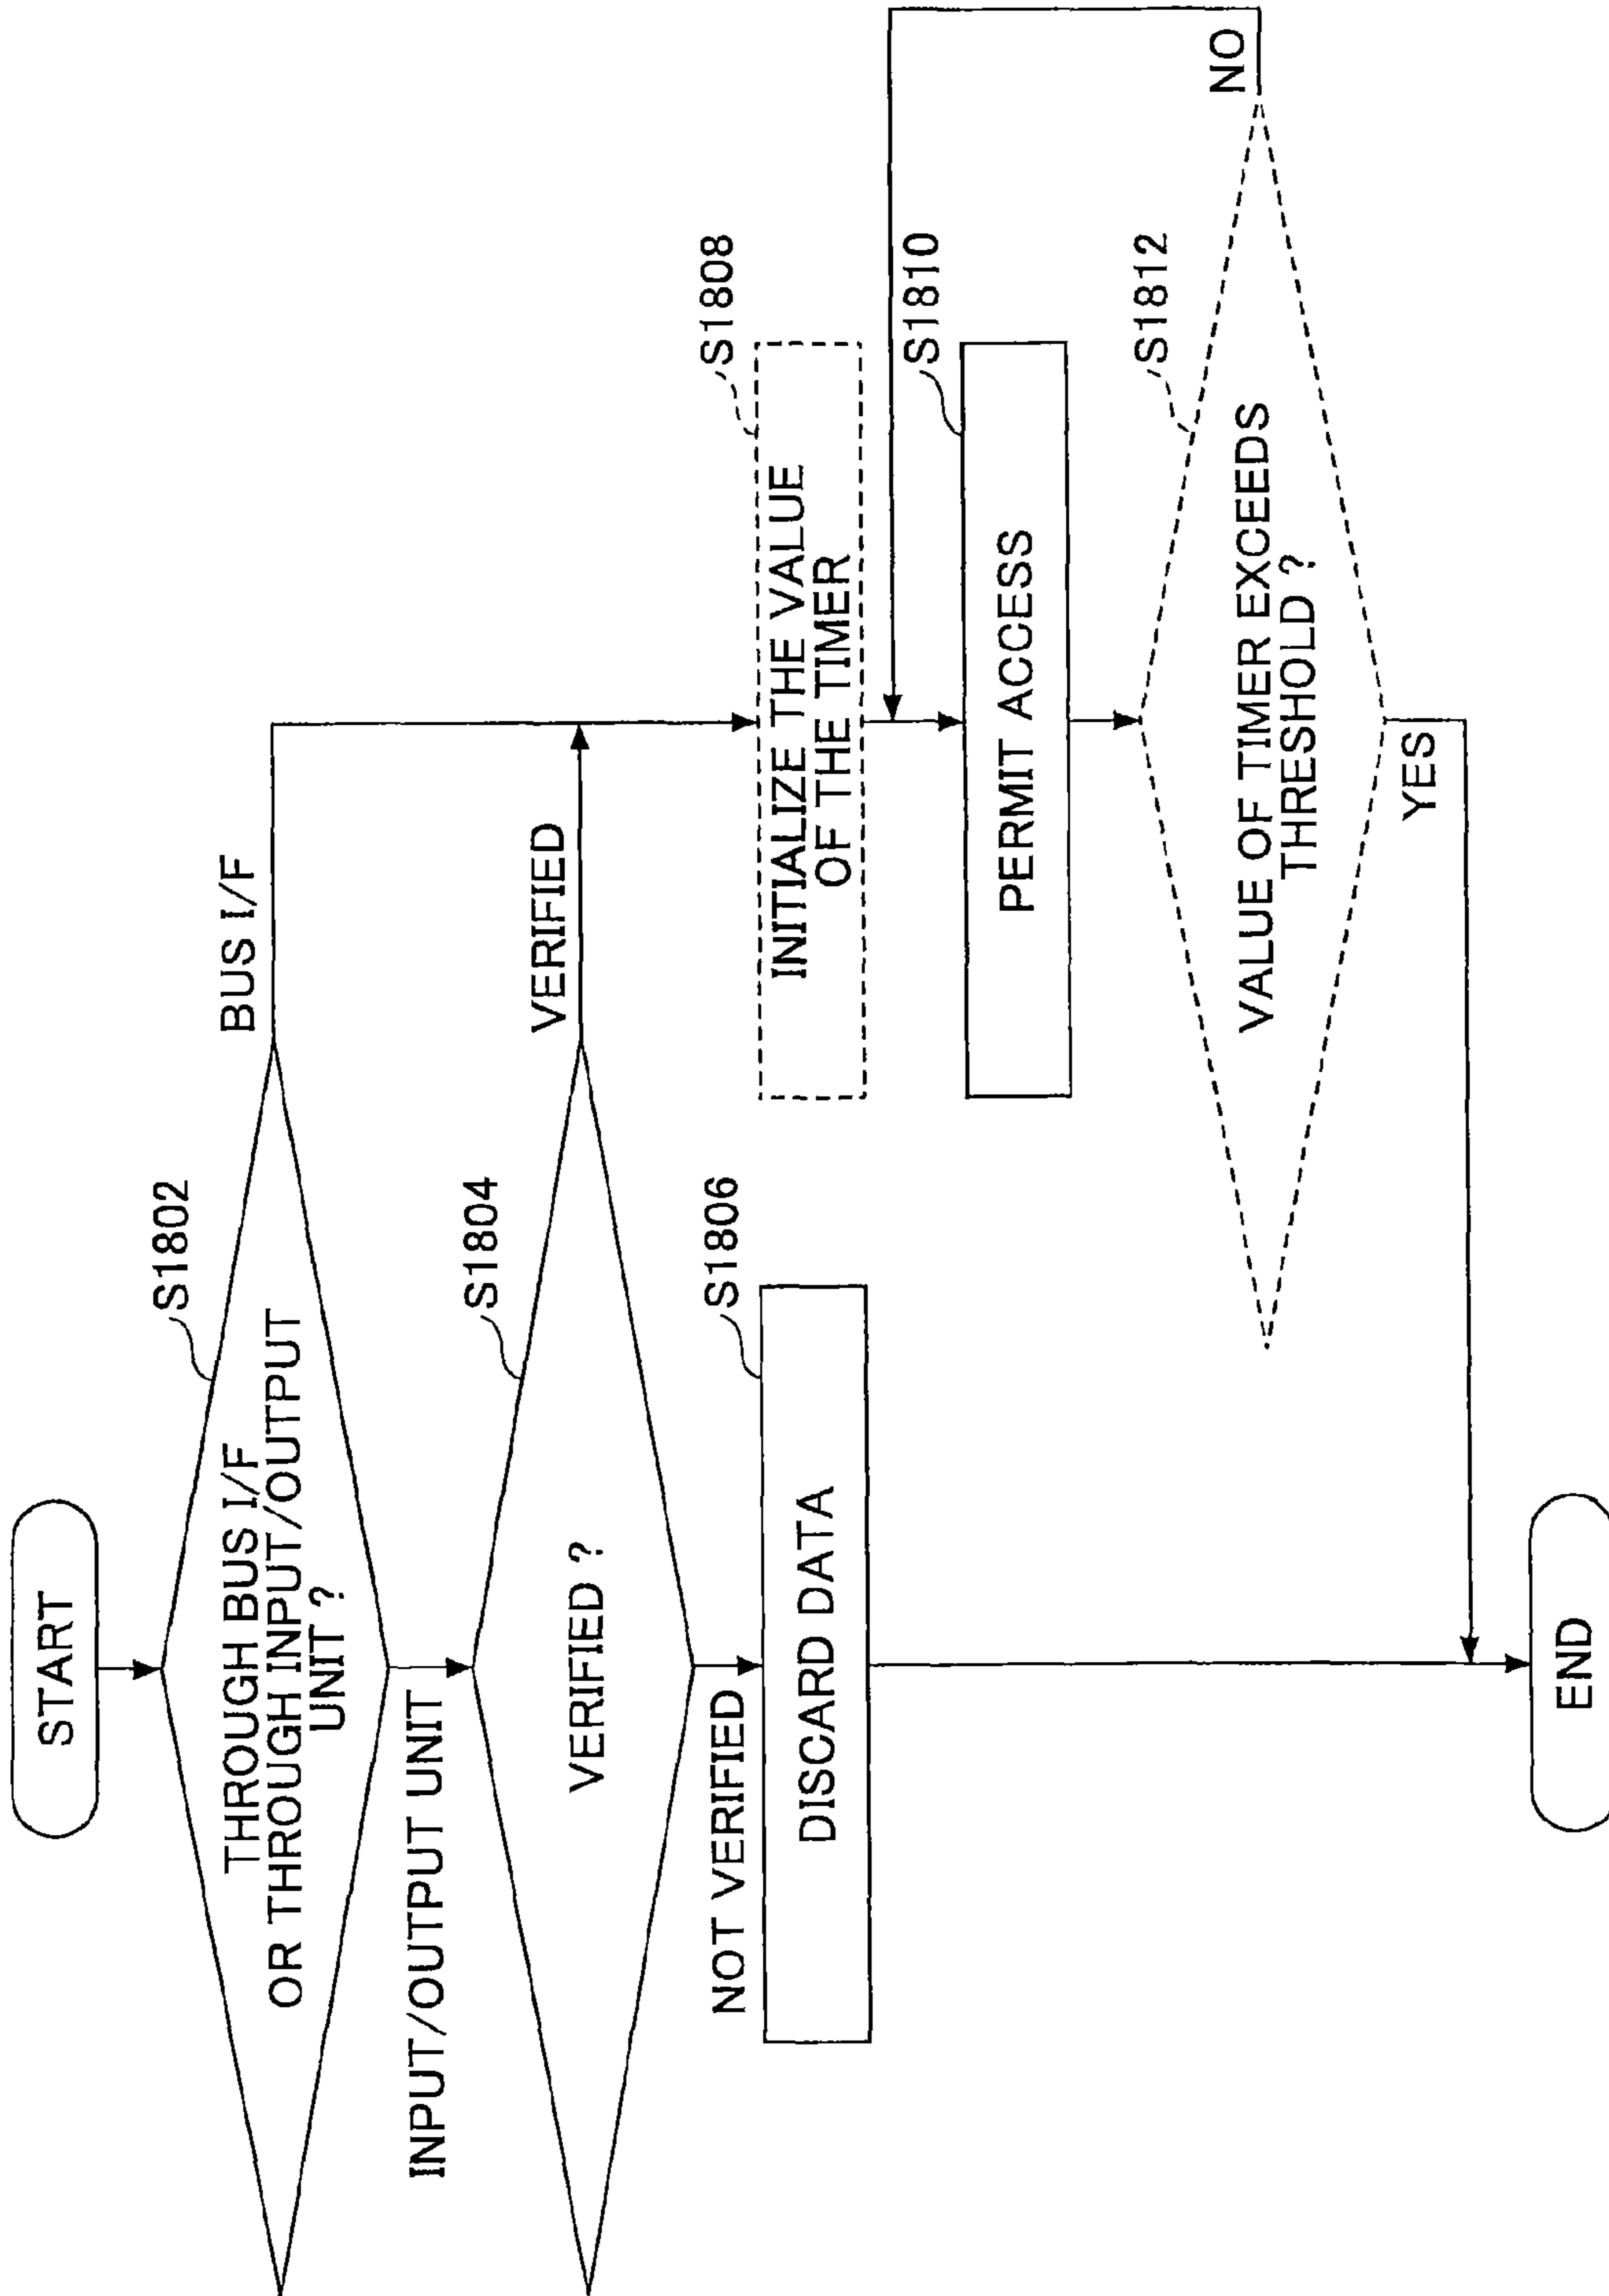 START
THROUGH BUS I/F
OR THROUGH INPUT/OUTPUT
UNIT ?
S1802
BUS I/F
INPUT/OUTPUT UNIT
VERIFIED ?
S1804
VERIFIED
NOT VERIFIED
DISCARD DATA
S1806
INITIALIZE THE VALUE
OF THE TIMER
S1808
PERMIT ACCESS
S1810
VALUE OF TIMER EXCEEDS
THRESHOLD ?
S1812
NO
YES
END